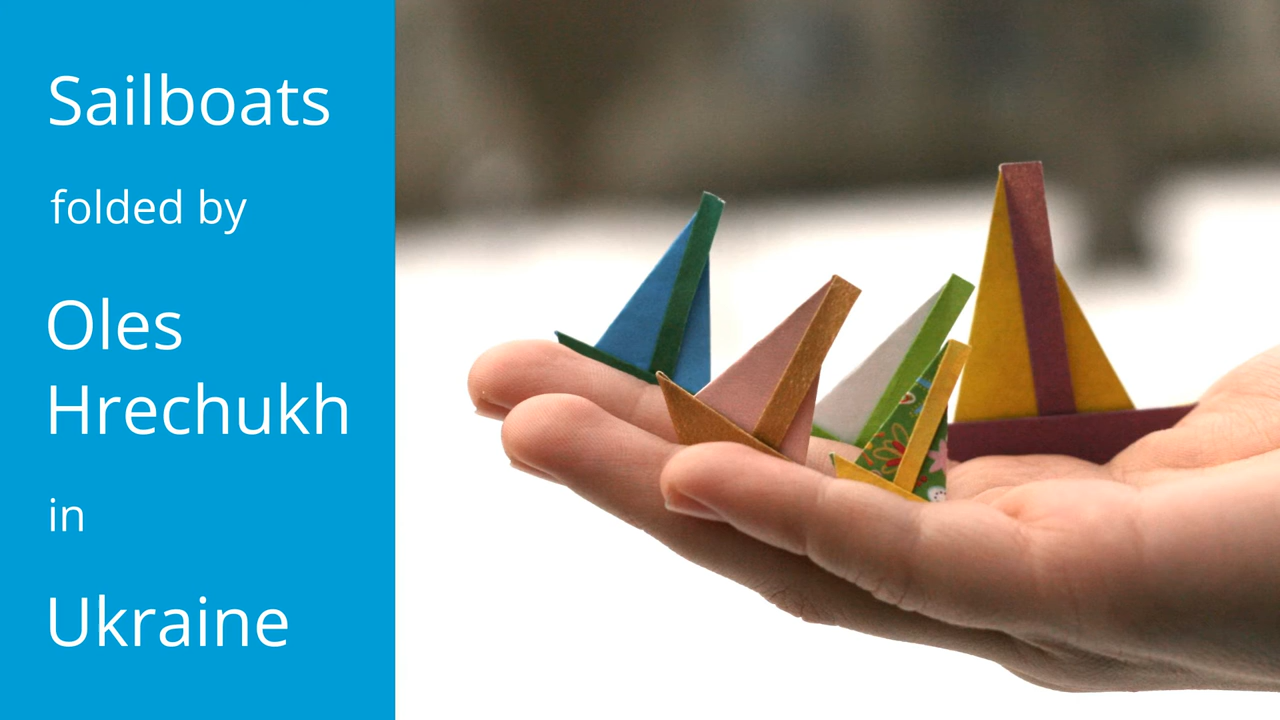 Sailboats
folded by
Oles
Hrechukh
in
Ukraine